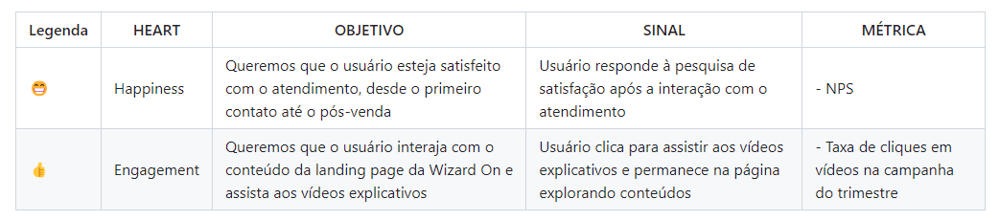 Legenda HEART OBJETIVO SINAL MÉTRICA
😁 Happiness
Queremos que o usuário esteja satisfeito
com o atendimento, desde o primeiro
contato até o pós-venda
Usuário responde à pesquisa de
satisfação após a interação com o
atendimento
- NPS
👍 Engagement
Queremos que o usuário interaja com o
conteúdo da landing page da Wizard On e
assista aos vídeos explicativos
Usuário clica para assistir aos vídeos
explicativos e permanece na página
explorando conteúdos
- Taxa de cliques em
vídeos na campanha
do trimestre